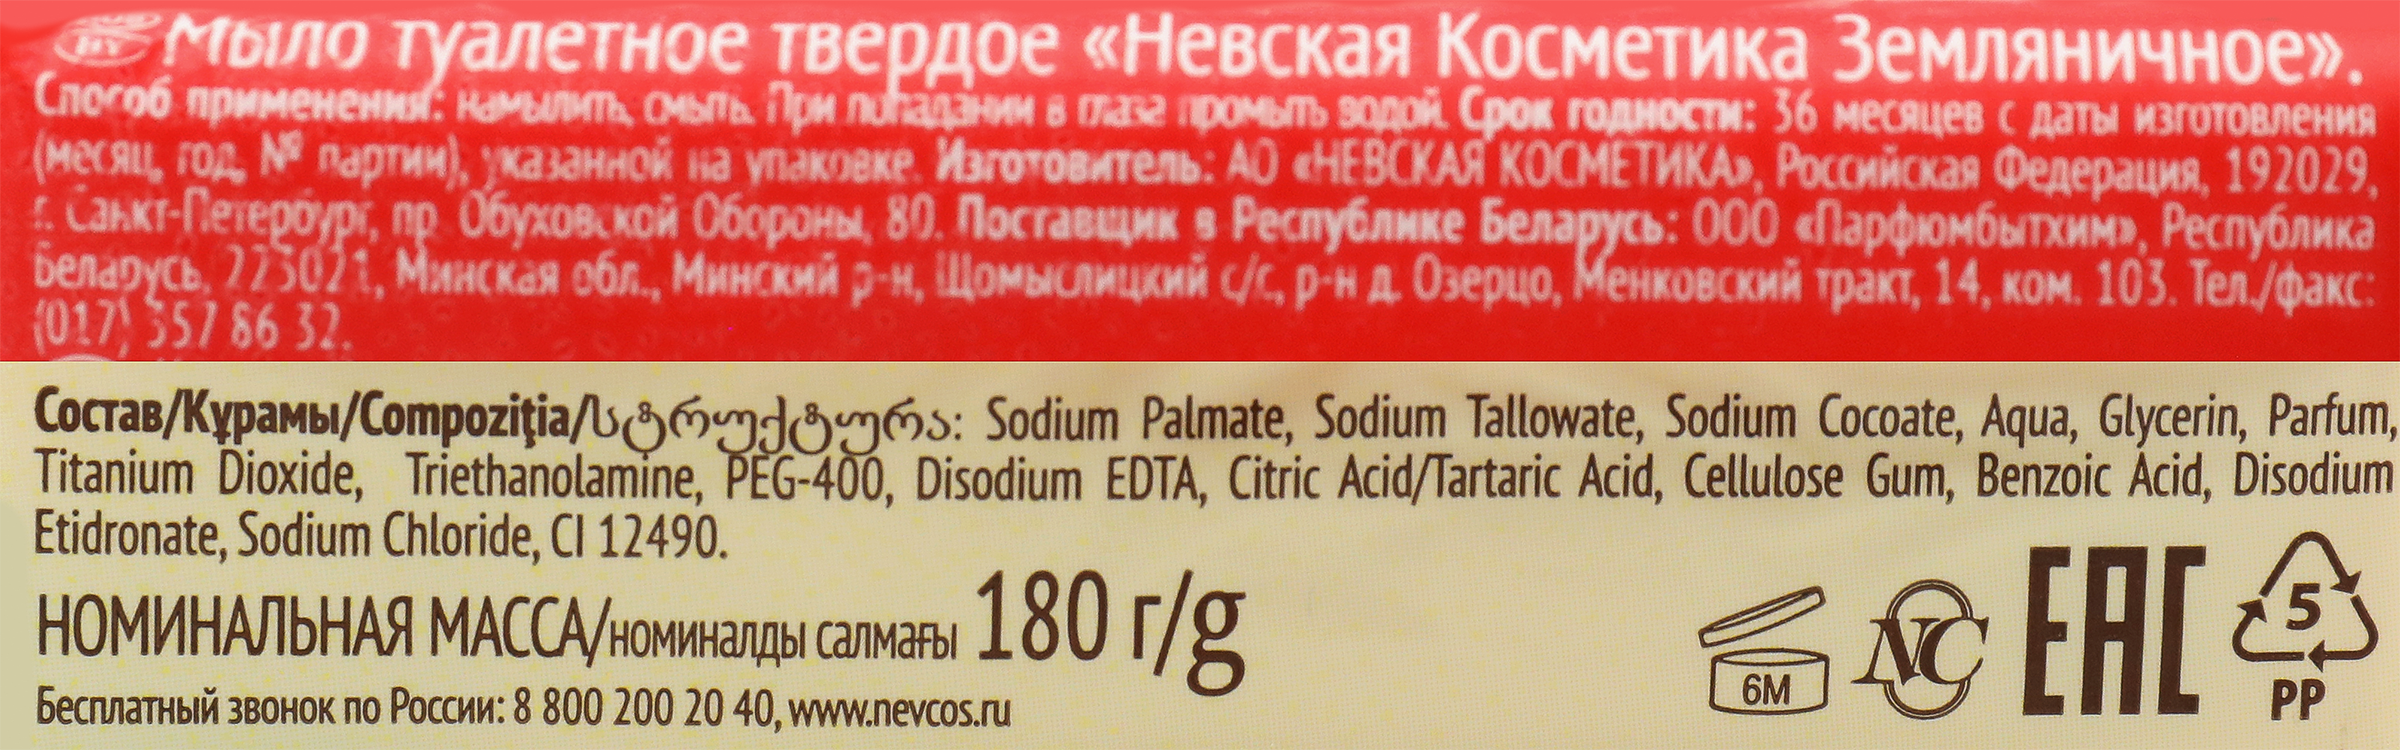 RU BY Мыло туалетное твердое «Невская Косметика Земляничное».
Способ применения: намылить, смыть. При попадании в глаза промыть водой. Срок годности: 36 месяцев с даты изготовления
(месяц, год, № партии), указанной на упаковке. Изготовитель: АО «НЕВСКАЯ КОСМЕТИКА», Российская Федерация, 192029,
г. Санкт-Петербург, пр. Обуховской Обороны, 80. Поставщик в Республике Беларусь: ООО «Парфюмбытхим», Республика
Беларусь, 223021, Минская обл., Минский р-н, Щомыслицкий с/с, р-н д. Озерцо, Менковский тракт, 14, ком. 103. Тел./факс:
(017) 357 86 32.
Состав/Құрамы/Compoziţia/სტრუქტურა: Sodium Palmate, Sodium Tallowate, Sodium Cocoate, Aqua, Glycerin, Parfum,
Titanium Dioxide, Triethanolamine, PEG-400, Disodium EDTA, Citric Acid/Tartaric Acid, Cellulose Gum, Benzoic Acid, Disodium
Etidronate, Sodium Chloride, CI 12490.
НОМИНАЛЬНАЯ МАССА/номиналды салмағы 180 г/g
Бесплатный звонок по России: 8 800 200 20 40, www.nevcos.ru
6M
NC
EAC
5
PP